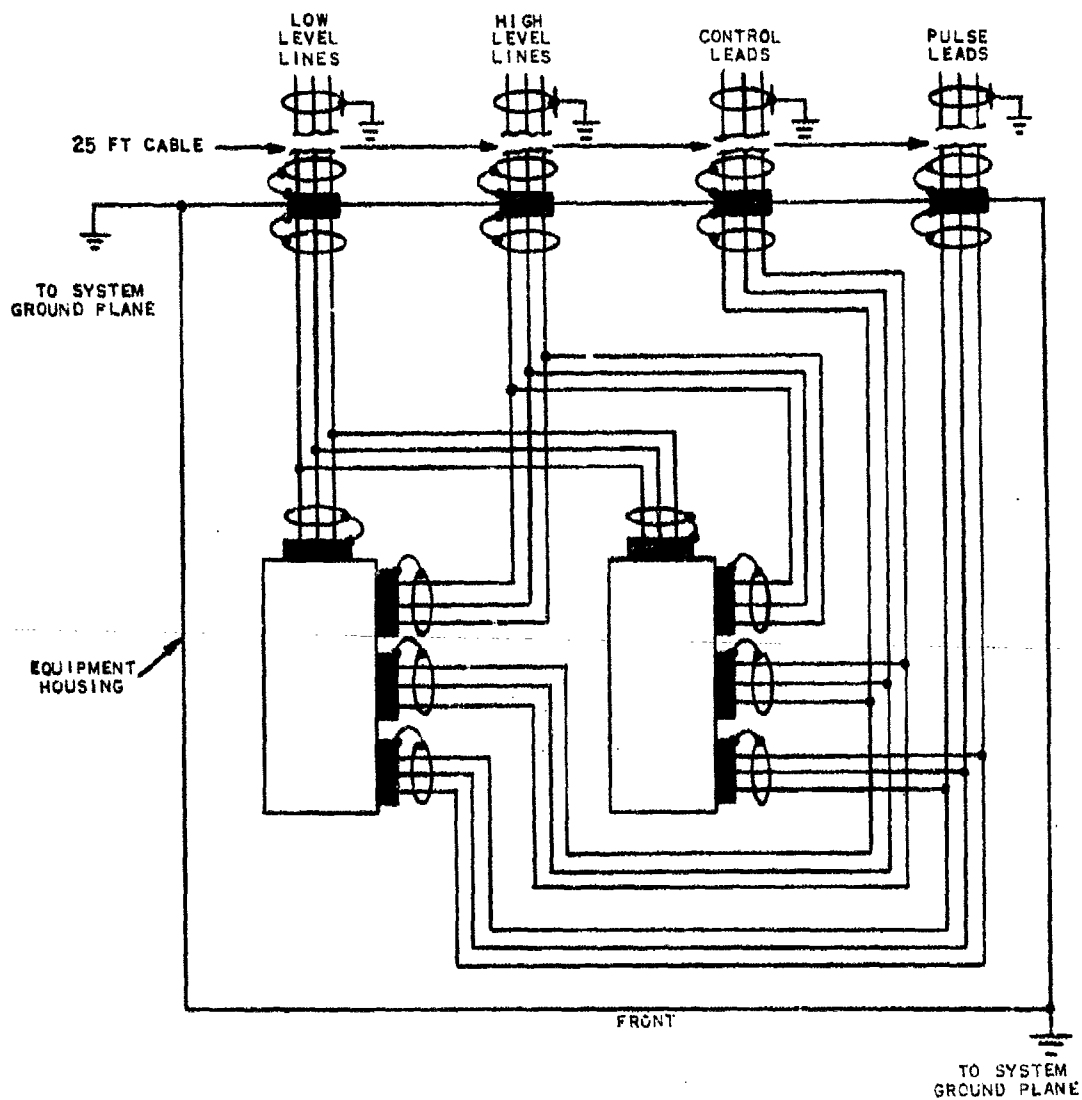 LOW
LEVEL
LINES
HIGH
LEVEL
LINES
CONTROL
LEADS
PULSE
LEADS
25 FT CABLE
TO SYSTEM
GROUND PLANE
EQUIPMENT
HOUSING
FRONT
TO SYSTEM
GROUND PLANE